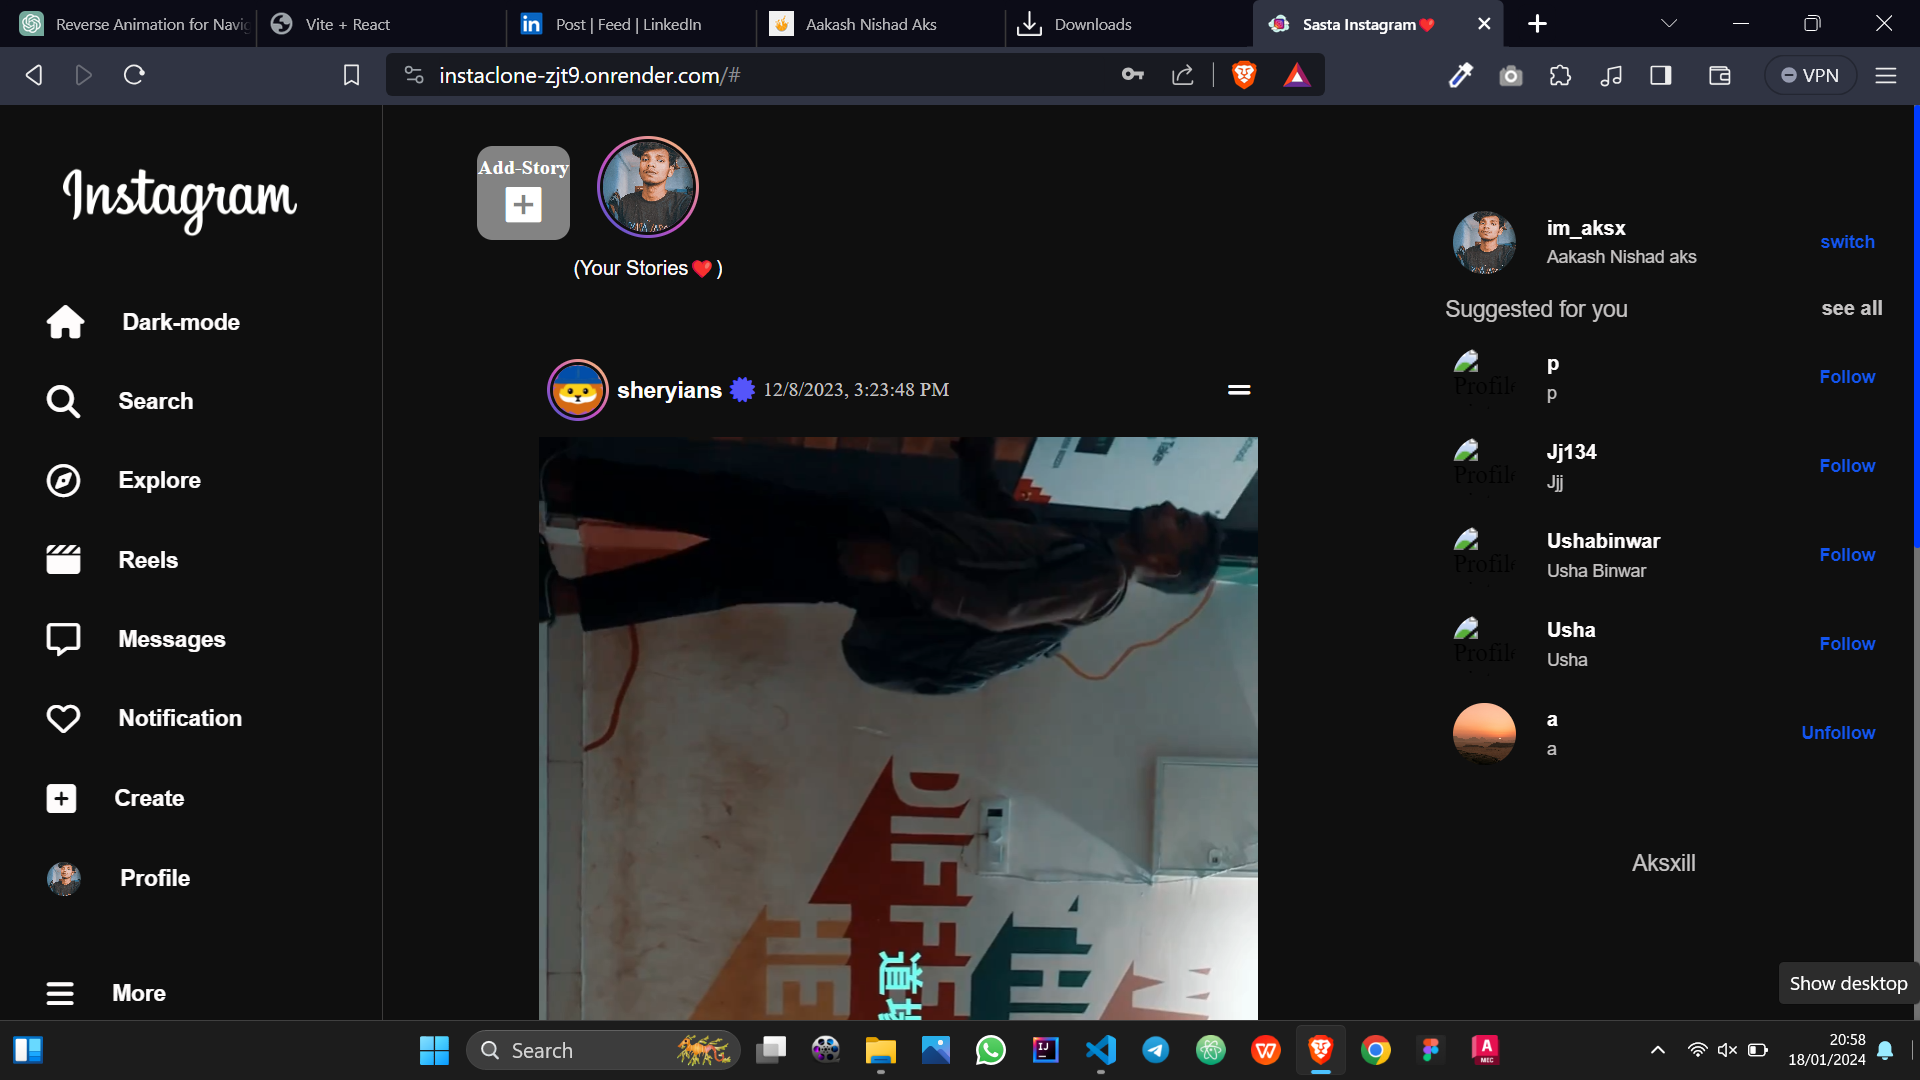 Reverse Animation for Navig
Vite + React
Post | Feed | LinkedIn
Aakash Nishad Aks
Downloads
Sasta Instagram❤️
instaclone-zjt9.onrender.com/#
VPN
Instagram
Dark-mode
Search
Explore
Reels
Messages
Notification
Create
Profile
More
Add-Story
(Your Stories❤️ )
sheryians 12/8/2023, 3:23:48 PM
DIFFE
THE
道場
im_aksx
Aakash Nishad aks
switch
Suggested for you
see all
Profile
p
p
Follow
Profile
Jj134
Jjj
Follow
Profile
Ushabinwar
Usha Binwar
Follow
Profile
Usha
Usha
Follow
a
a
Unfollow
Aksxill
Show desktop
Search
20:58
18/01/2024